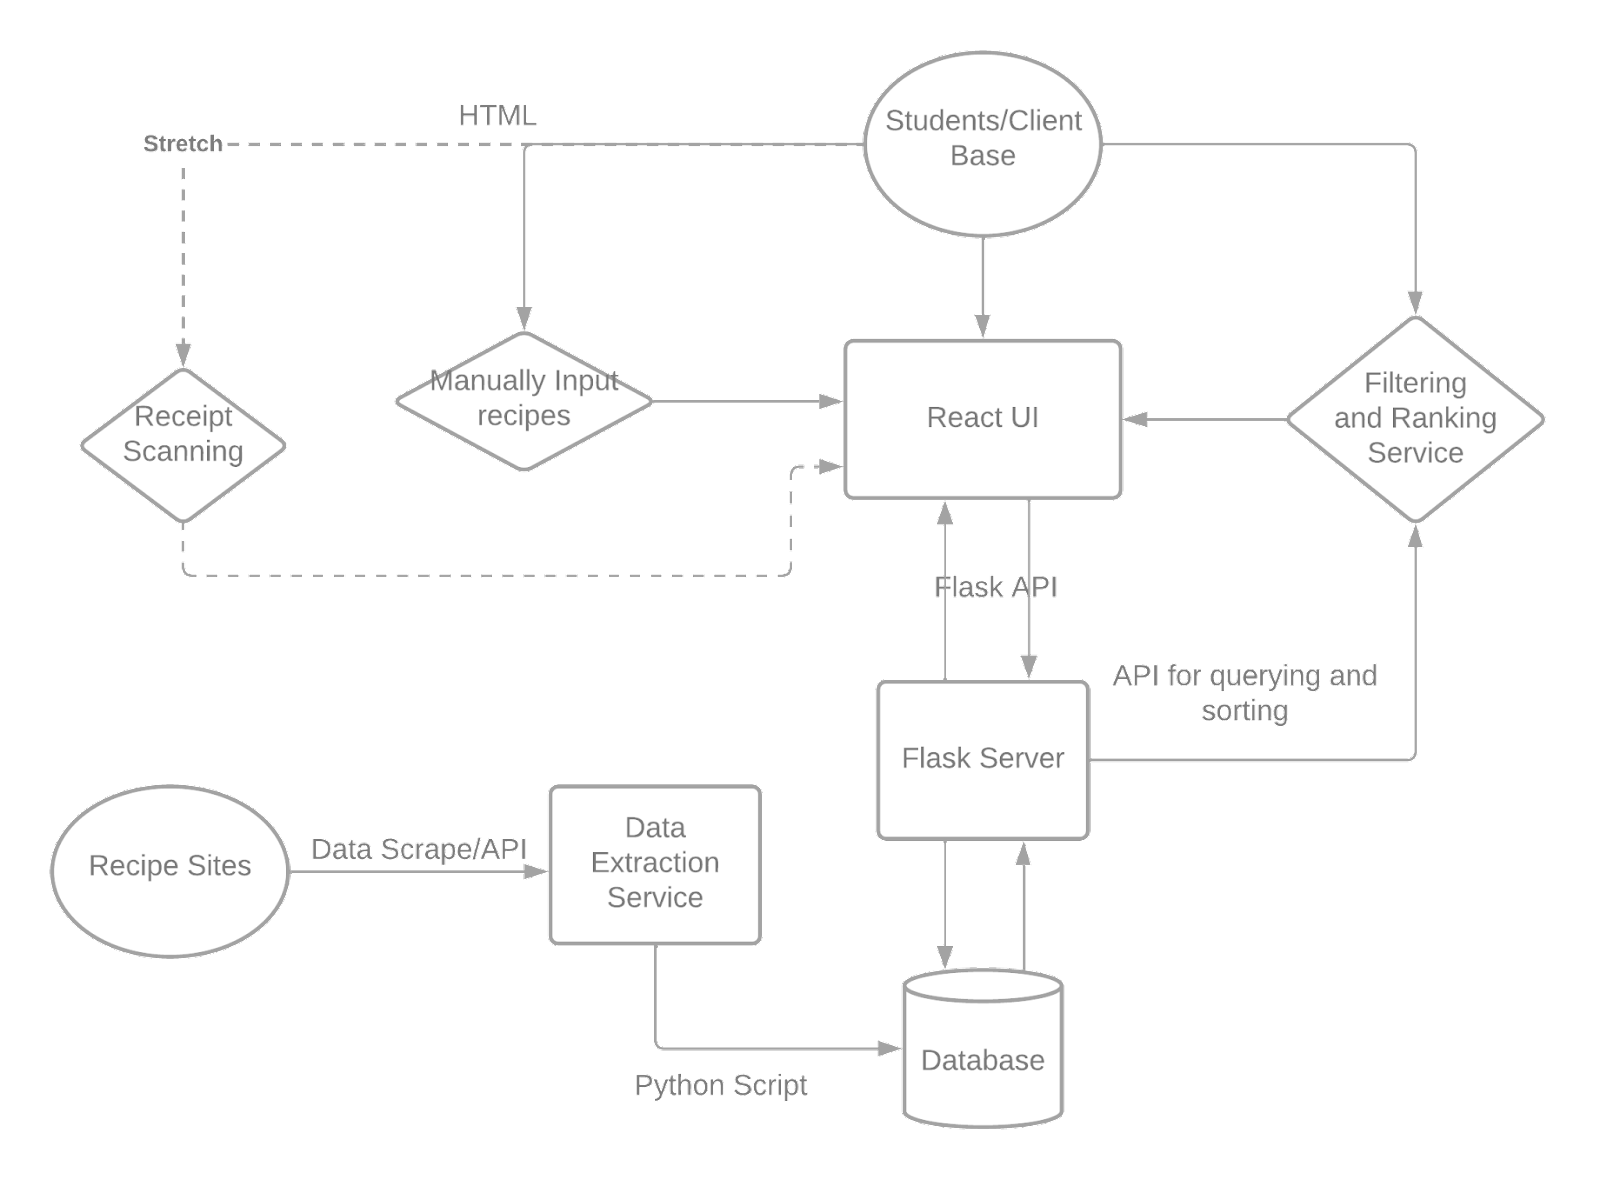 HTML
Stretch
Students/Client
Base
Receipt
Scanning
Manually Input
recipes
React UI
Filtering
and Ranking
Service
Flask API
API for querying and
sorting
Flask Server
Recipe Sites
Data Scrape/API
Data
Extraction
Service
Python Script
Database